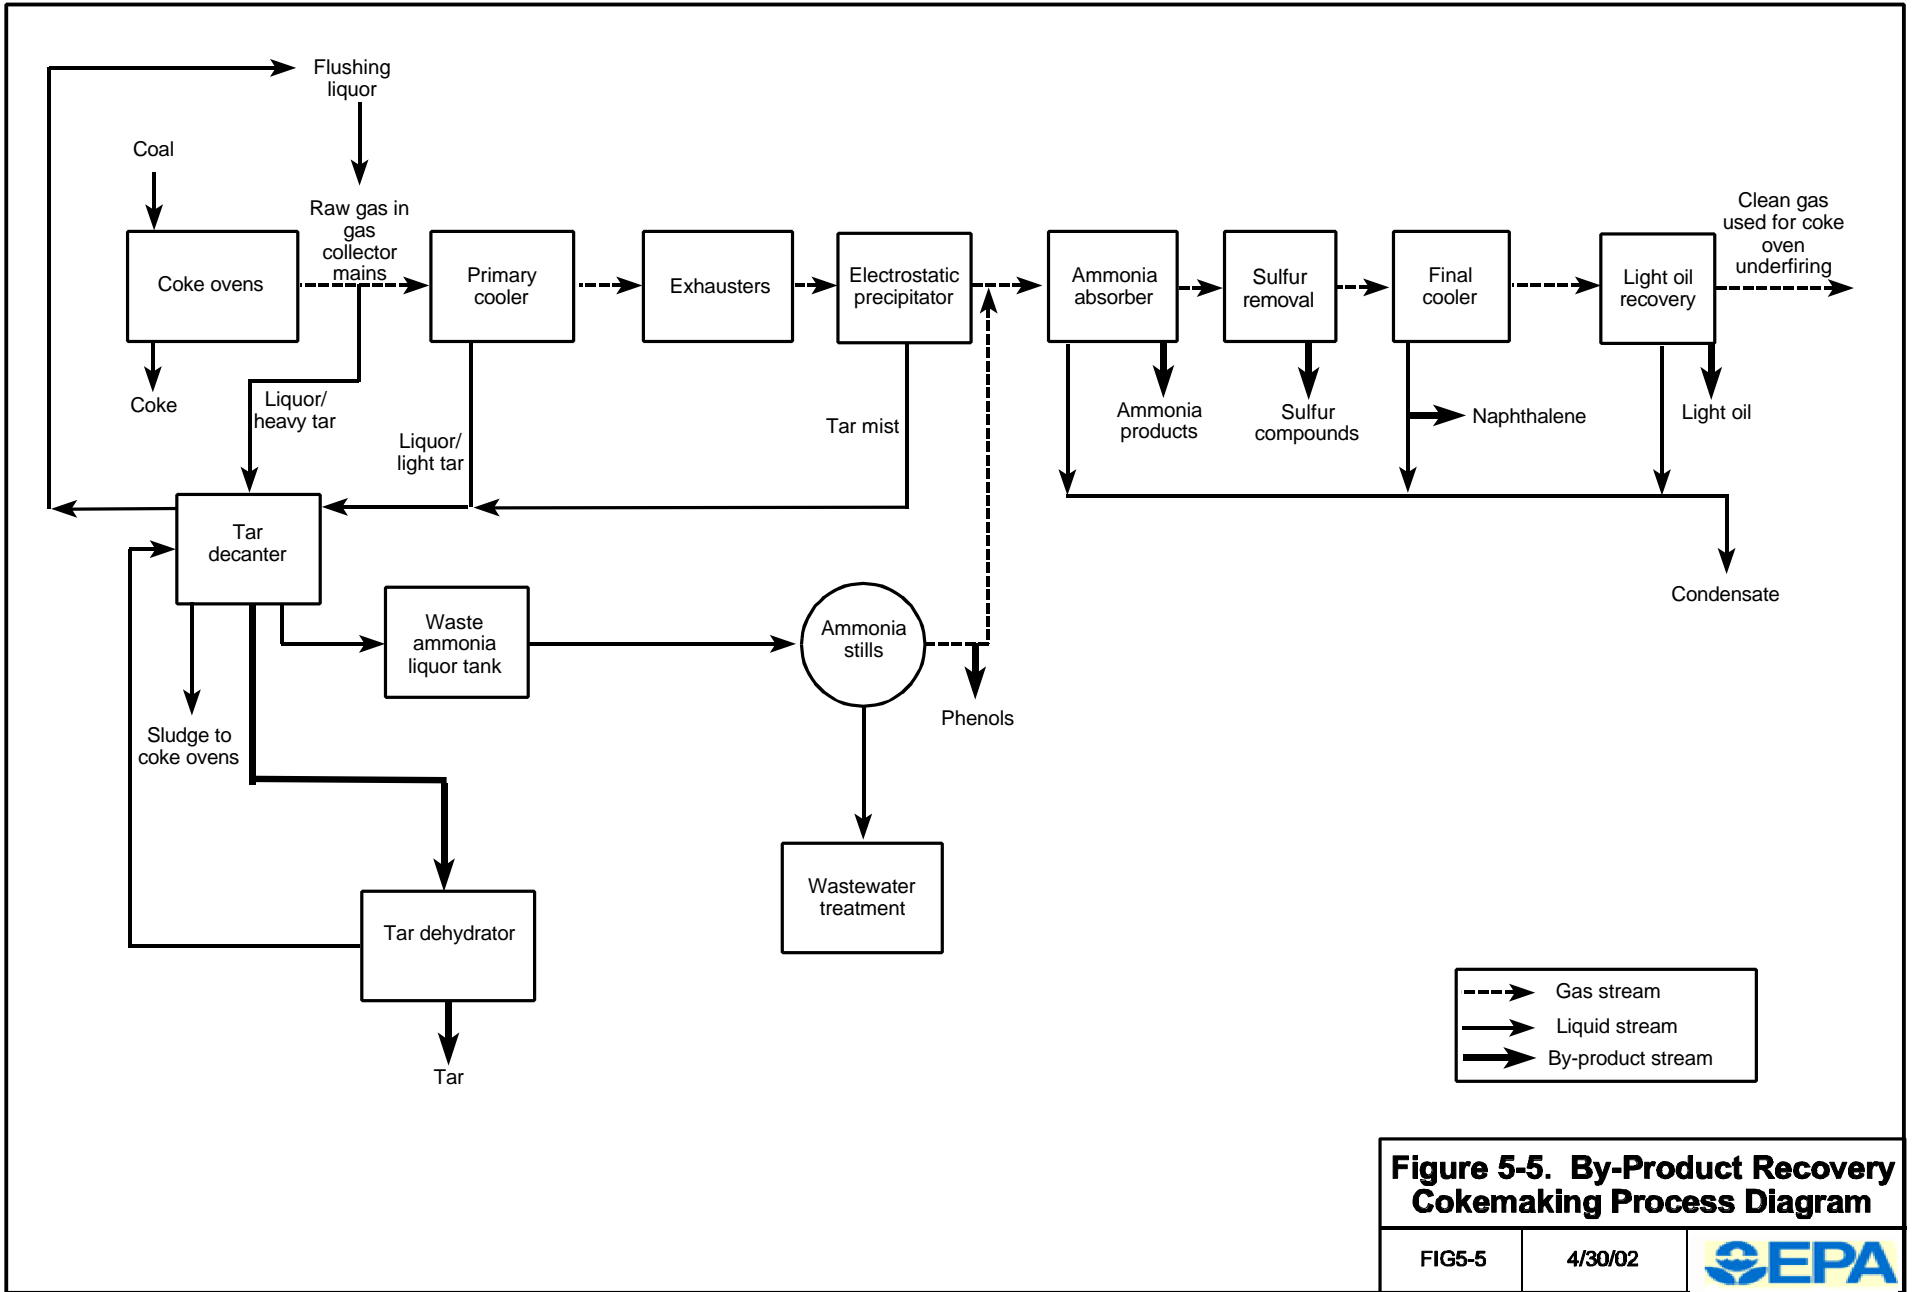 Flushing
liquor
Coal
Raw gas in
gas
collector
mains
Clean gas
used for coke
oven
underfiring
Coke ovens
Primary
cooler
Exhausters
Electrostatic
precipitator
Ammonia
absorber
Sulfur
removal
Final
cooler
Light oil
recovery
Coke
Liquor/
heavy tar
Liquor/
light tar
Tar mist
Ammonia
products
Sulfur
compounds
Naphthalene
Light oil
Tar
decanter
Condensate
Waste
ammonia
liquor tank
Ammonia
stills
Phenols
Sludge to
coke ovens
Wastewater
treatment
Tar dehydrator
Tar
Gas stream
Liquid stream
By-product stream
Figure 5-5. By-Product Recovery
Cokemaking Process Diagram
FIG5-5
4/30/02
EPA